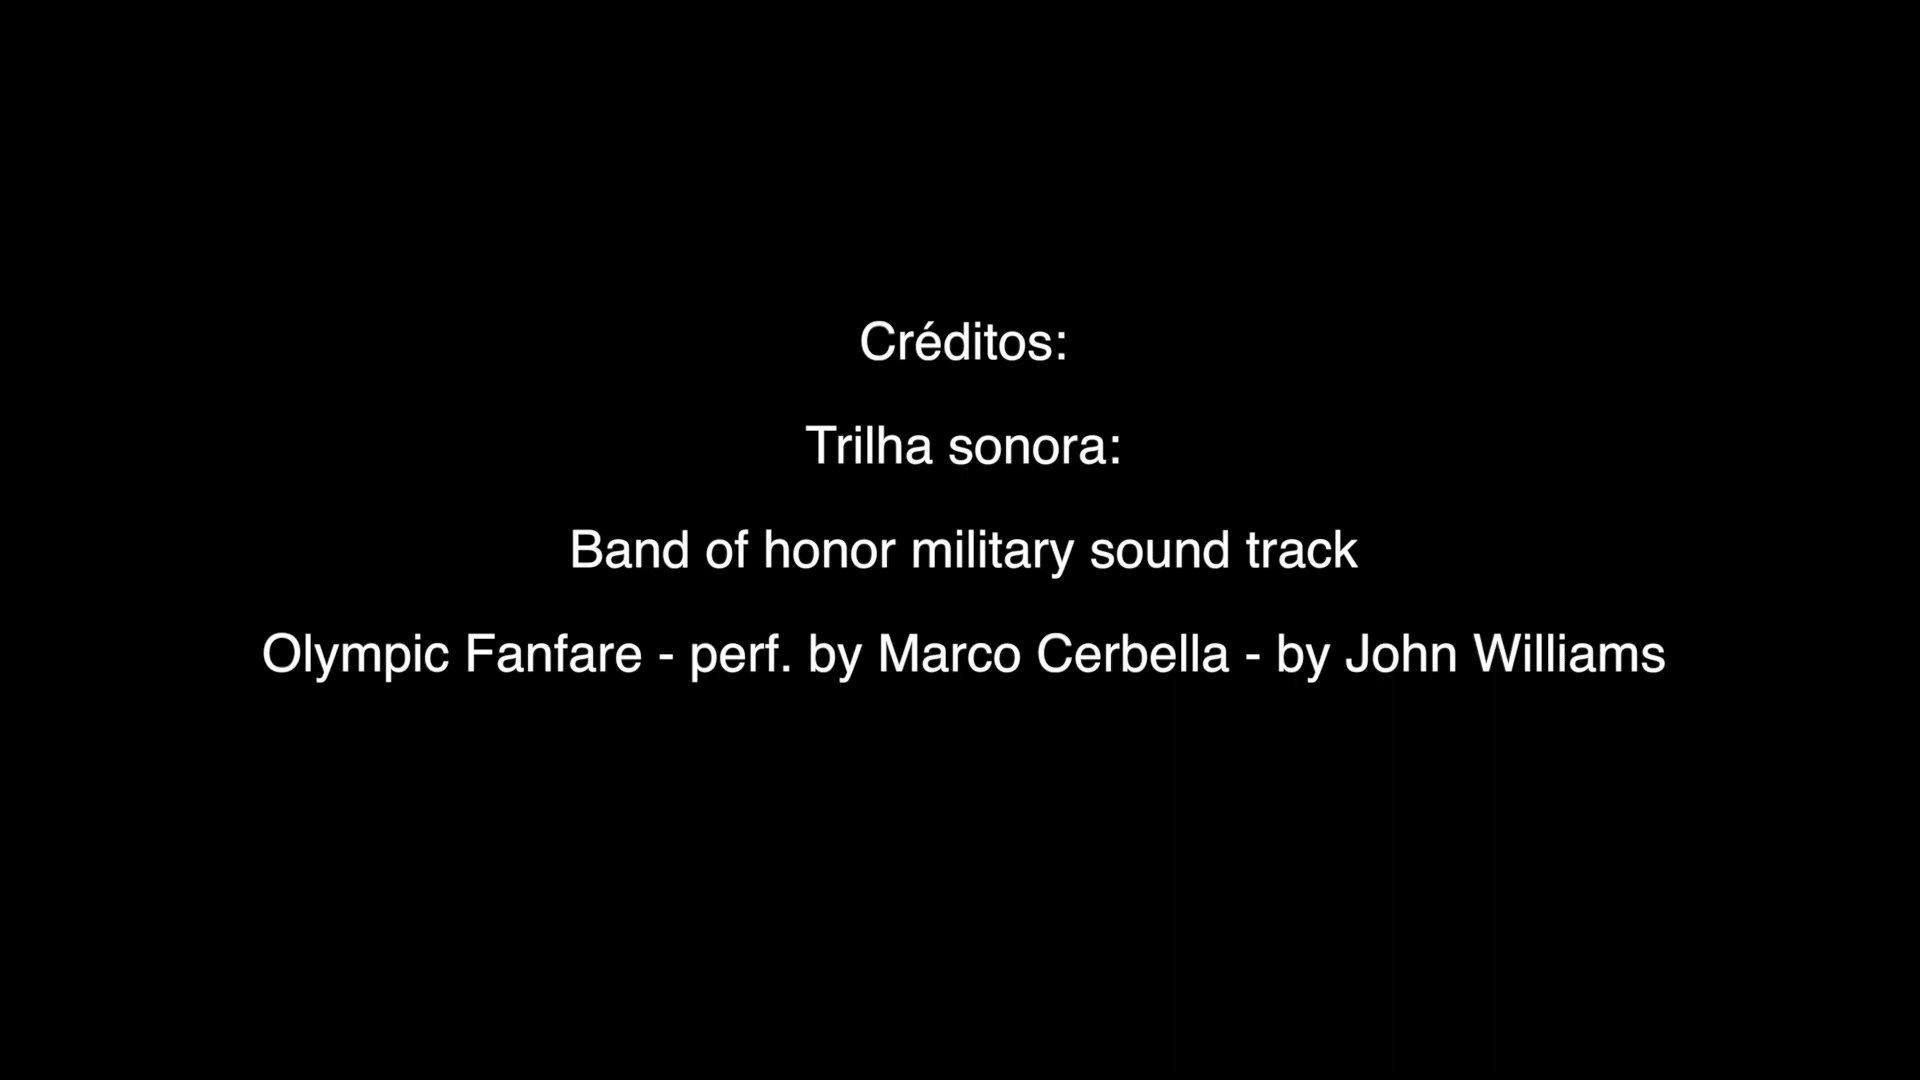 Créditos:
Trilha sonora:
Band of honor military sound track
Olympic Fanfare - perf. by Marco Cerbella - by John Williams